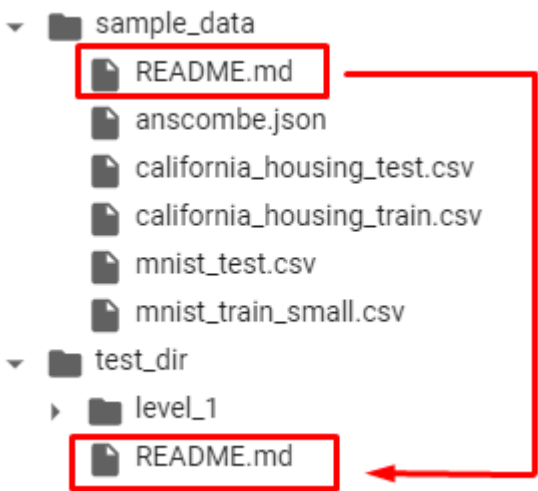 sample_data
README.md
anscombe.json
california_housing_test.csv
california_housing_train.csv
mnist_test.csv
mnist_train_small.csv
test_dir
level_1
README.md